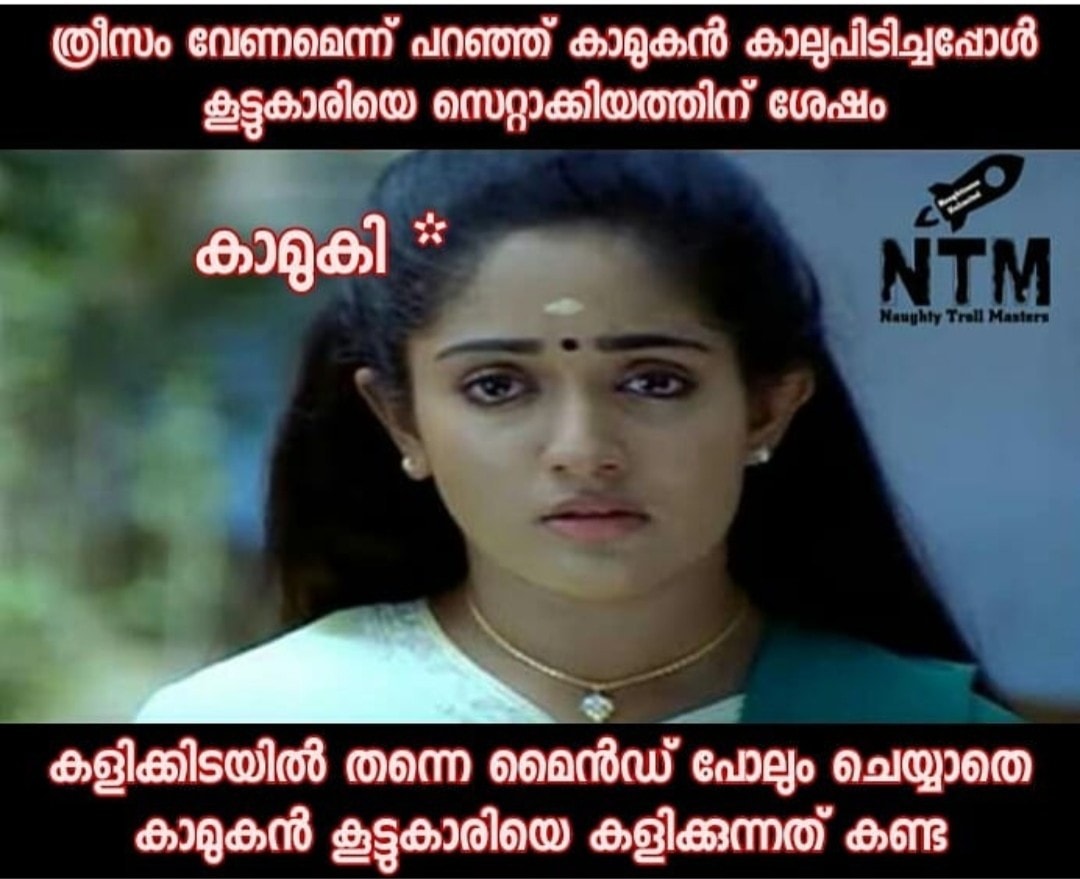 ത്രീസം വേണമെന്ന് പറഞ്ഞ് കാമുകൻ കാലുപിടിച്ചപ്പോൾ
കൂട്ടുകാരിയെ സെറ്റാക്കിയത്തിന് ശേഷം
കാമുകി *
NTM
Naughty Troll Masters
കളിക്കിടയിൽ തന്നെ മൈൻഡ് പോലും ചെയ്യാതെ
കാമുകൻ കൂട്ടുകാരിയെ കളിക്കുന്നത് കണ്ട